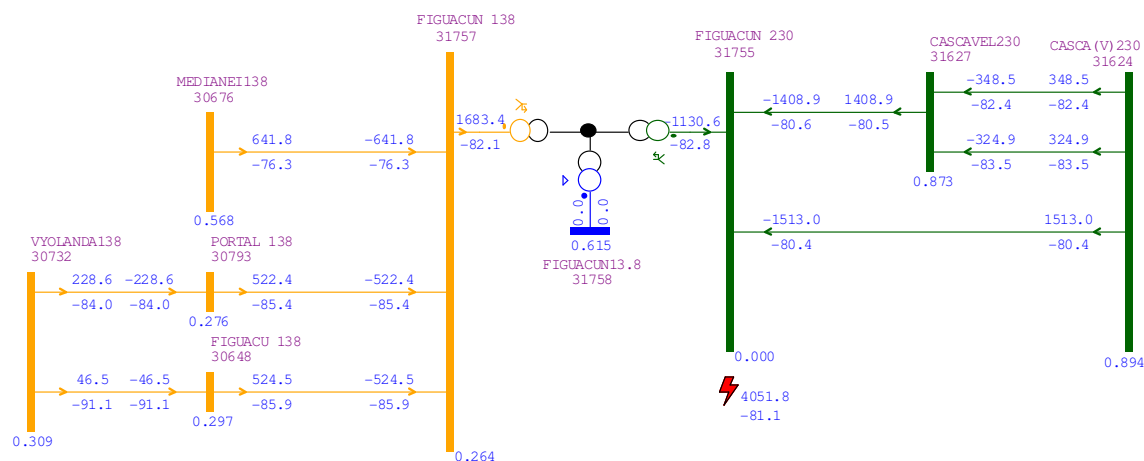 FIGUACUN 138
31757
FIGUACUN 230
31755
CASCAVEL230
31627
CASCA(V)230
31624
MEDIANEI138
30676
641.8 -641.8
-76.3 -76.3
0.568
1683.4
-82.1
-1130.6
-82.8
-1408.9 1408.9
-80.6 -80.5
-348.5 348.5
-82.4 -82.4
-324.9 324.9
-83.5 -83.5
0.873
0.0 0.0
0.615
FIGUACUN13.8
31758
-1513.0 1513.0
-80.4 -80.4
VYOLANDA138
30732
PORTAL 138
30793
228.6 -228.6 522.4 -522.4
-84.0 -84.0 -85.4 -85.4
0.276
FIGUACU 138
30648
46.5 -46.5 524.5 -524.5
-91.1 -91.1 -85.9 -85.9
0.297
0.309
0.264
0.000
0.894
4051.8
-81.1